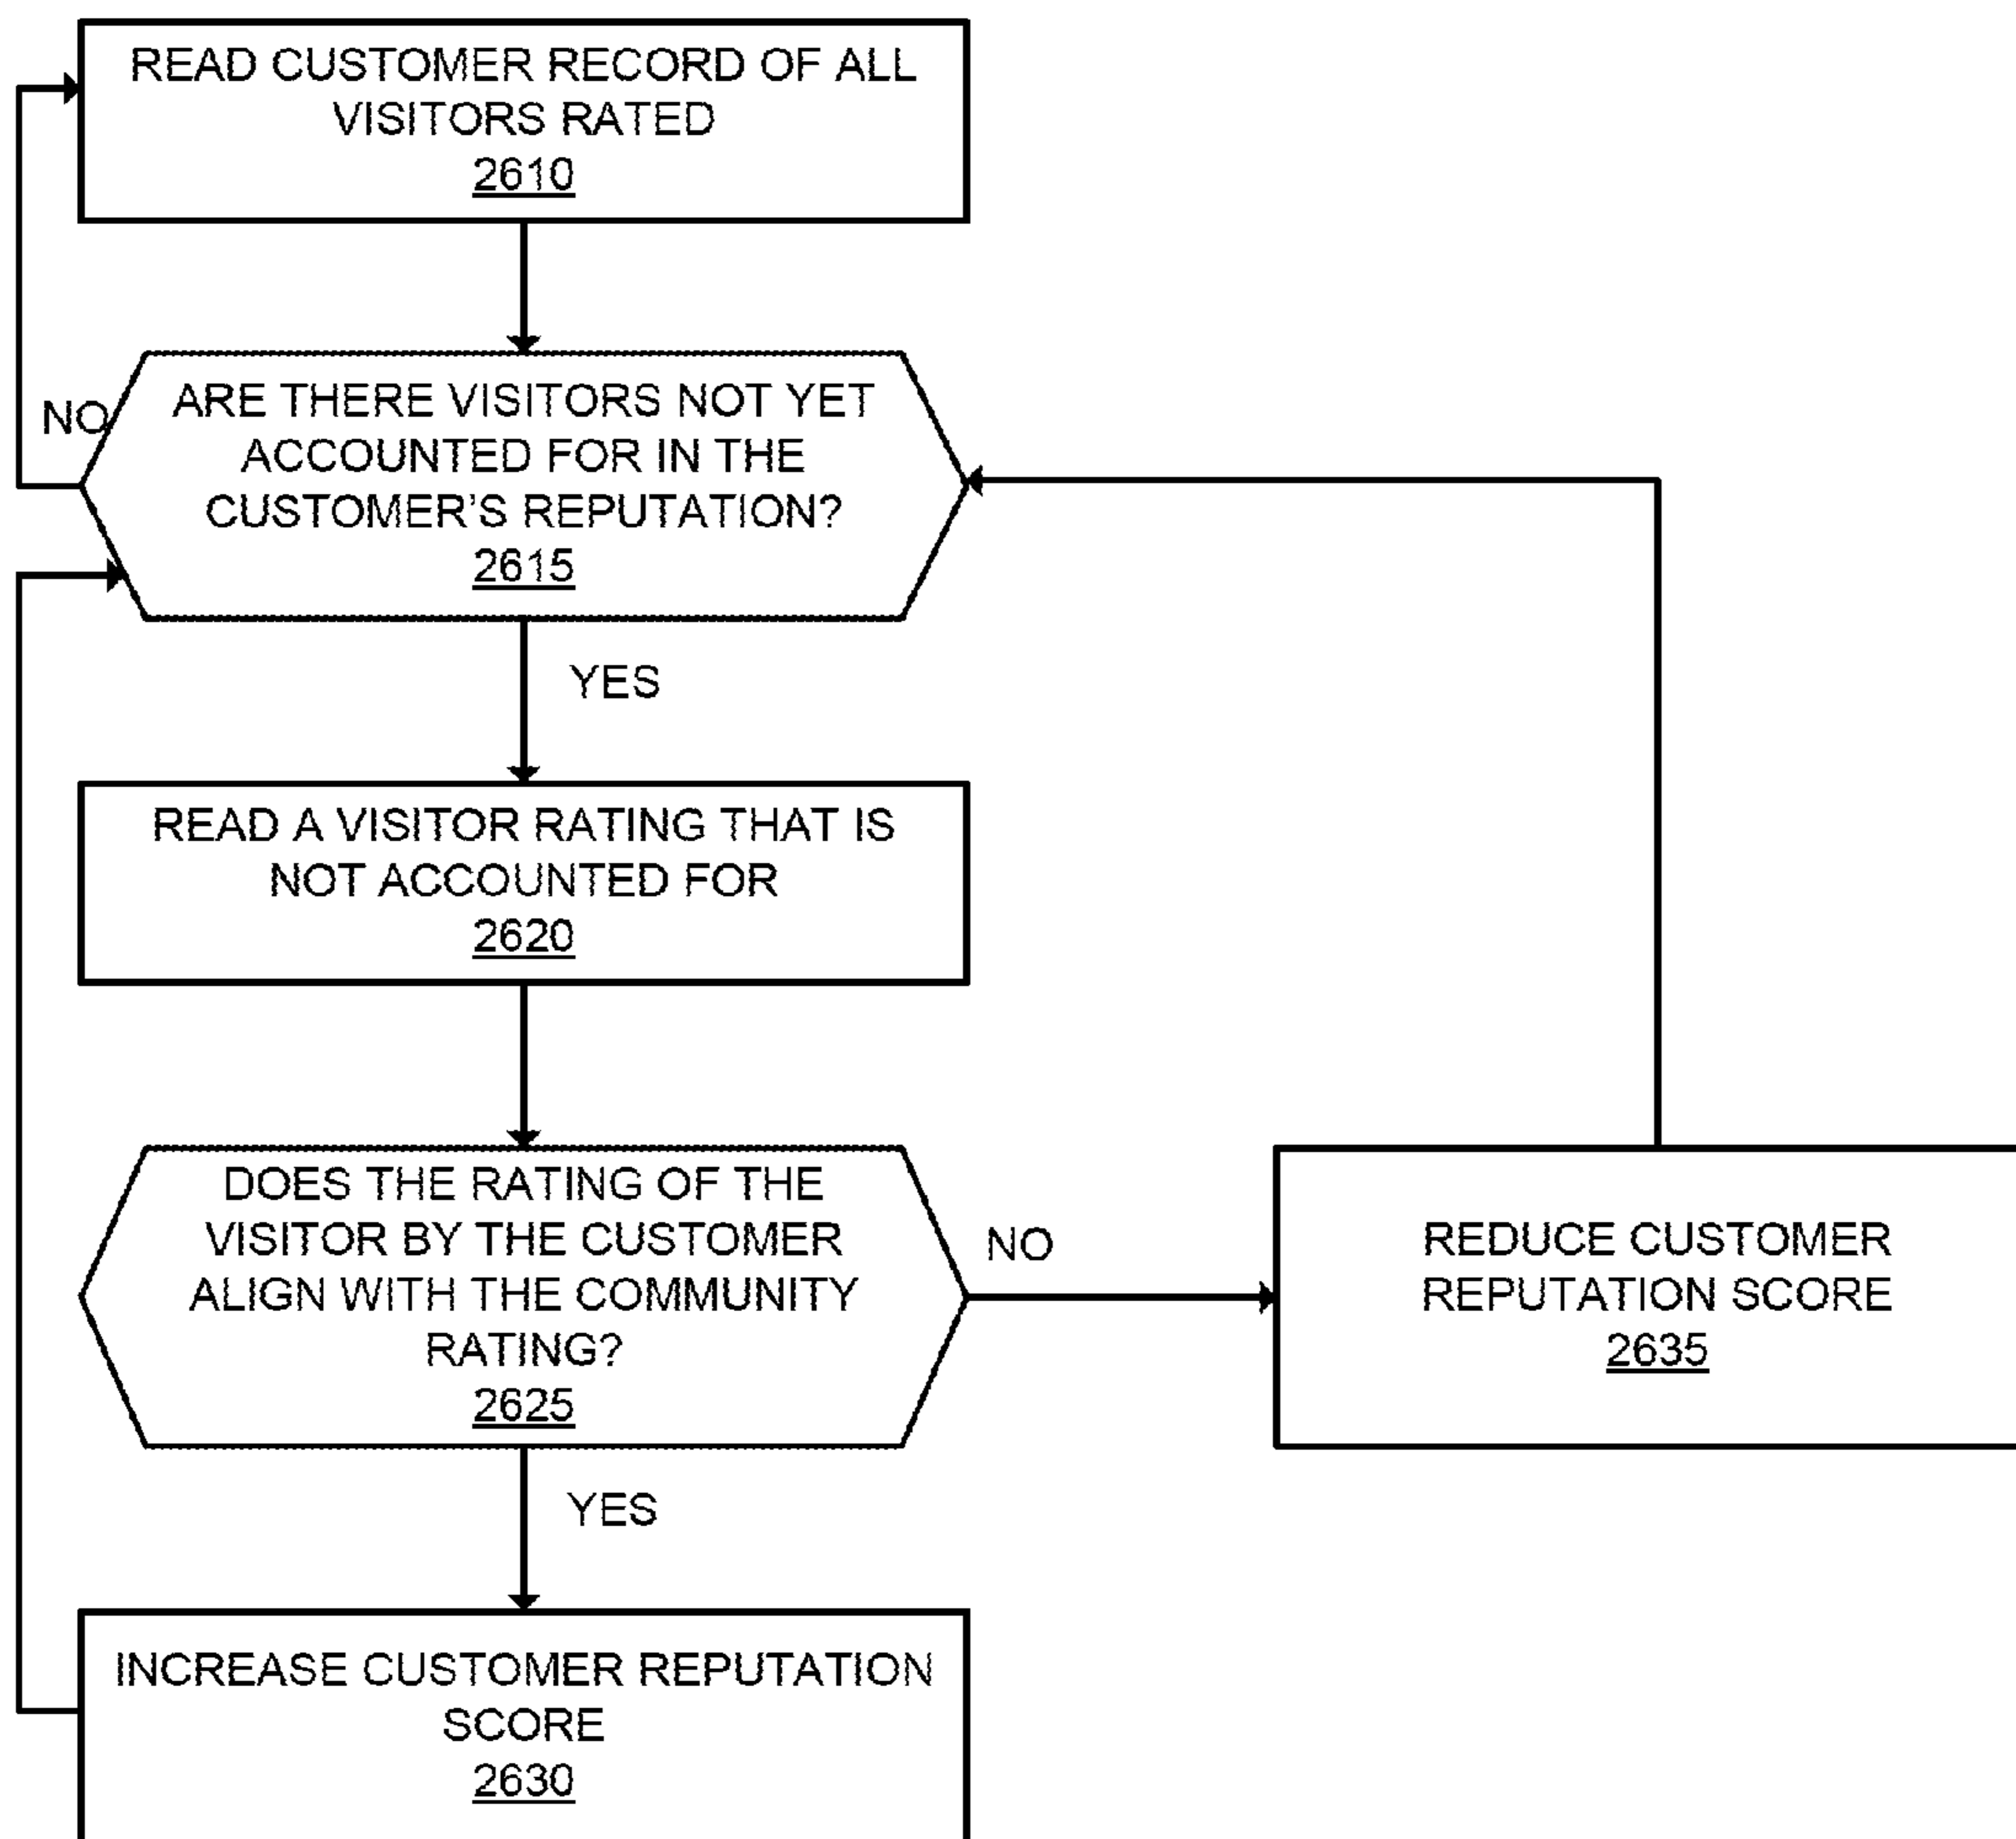 READ CUSTOMER RECORD OF ALL
VISITORS RATED
2610
NO
ARE THERE VISITORS NOT YET
ACCOUNTED FOR IN THE
CUSTOMER'S REPUTATION?
2615
YES
READ A VISITOR RATING THAT IS
NOT ACCOUNTED FOR
2620
DOES THE RATING OF THE
VISITOR BY THE CUSTOMER
ALIGN WITH THE COMMUNITY
RATING?
2625
NO
REDUCE CUSTOMER
REPUTATION SCORE
2635
YES
INCREASE CUSTOMER REPUTATION
SCORE
2630